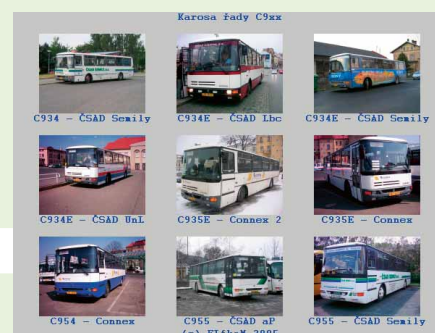 Karosa řady C9xx
C934 - ČSAD Semily
C934E - ČSAD Lbc
C934E - ČSAD Semily
C934E - ČSAD UnL
C935E - Connex 2
C935E - Connex
C954 - Connex
C955 - ČSAD aP
C955 - ČSAD Semily